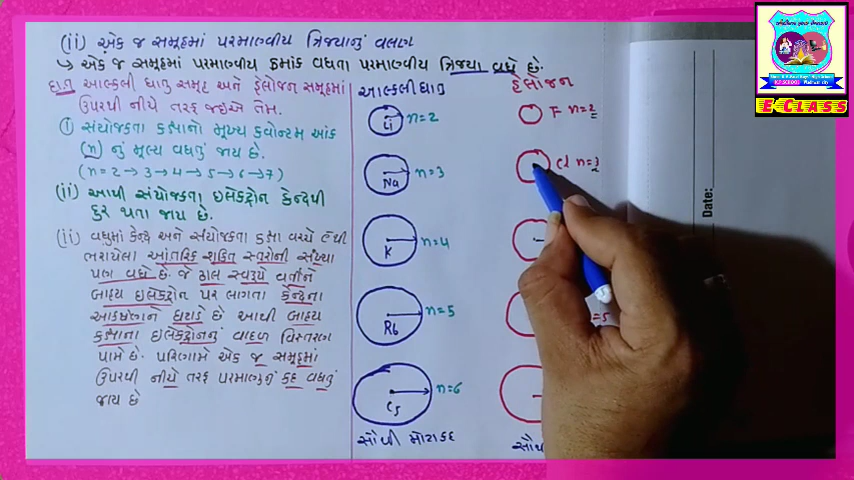 (ii) એક જ સમૂહમાં પરમાણ્વીય ત્રિજ્યાનું વલણ
↳ એક જ સમૂહમાં પરમાણ્વીય ક્રમાંક વધતા પરમાણ્વીય ત્રિજ્યા વધે છે.
દા.ત આલ્કલી ધાતુ સમૂહ અને હેલોજન સમૂહમાં
ઉપરથી નીચે તરફ જઈએ તેમ.
(i) સંયોજકતા કક્ષાનો મુખ્ય ક્વોન્ટમ આંક
(n) નું મૂલ્ય વધતું જાય છે.
(n = 2 → 3 → 4 → 5 → 6 → 7)
(ii) આથી સંયોજકતા ઇલેક્ટ્રોન કેન્દ્રથી
દુર થતા જાય છે.
(ii) વધુમાં કેન્દ્ર અને સંયોજકતા કક્ષા વચ્ચે eથી
ભરાયેલા આંતરિક શક્તિ સ્તરોની સંખ્યા
પણ વધે છે. જે ઢાલ સ્વરૂપે વર્તીને
બાહ્ય ઇલેક્ટ્રોન પર લાગતા કેન્દ્રના
આકર્ષણને ઘટાડે છે આથી બાહ્ય
કક્ષાના ઇલેક્ટ્રોનનું વાદળ વિસ્તરણ
પામે છે. પરિણામે એક જ સમૂહમાં
ઉપરથી નીચે તરફ પરમાણુનું કદ વધતું
જાય છે
આલ્કલી ધાતુ
Li n=2
Na n=3
K n=4
Rb n=5
Cs n=6
સૌથી મોટા કદ
હેલોજન
F n=2
Cl n=3
=5
સૌથ
Date:
E-CLASS